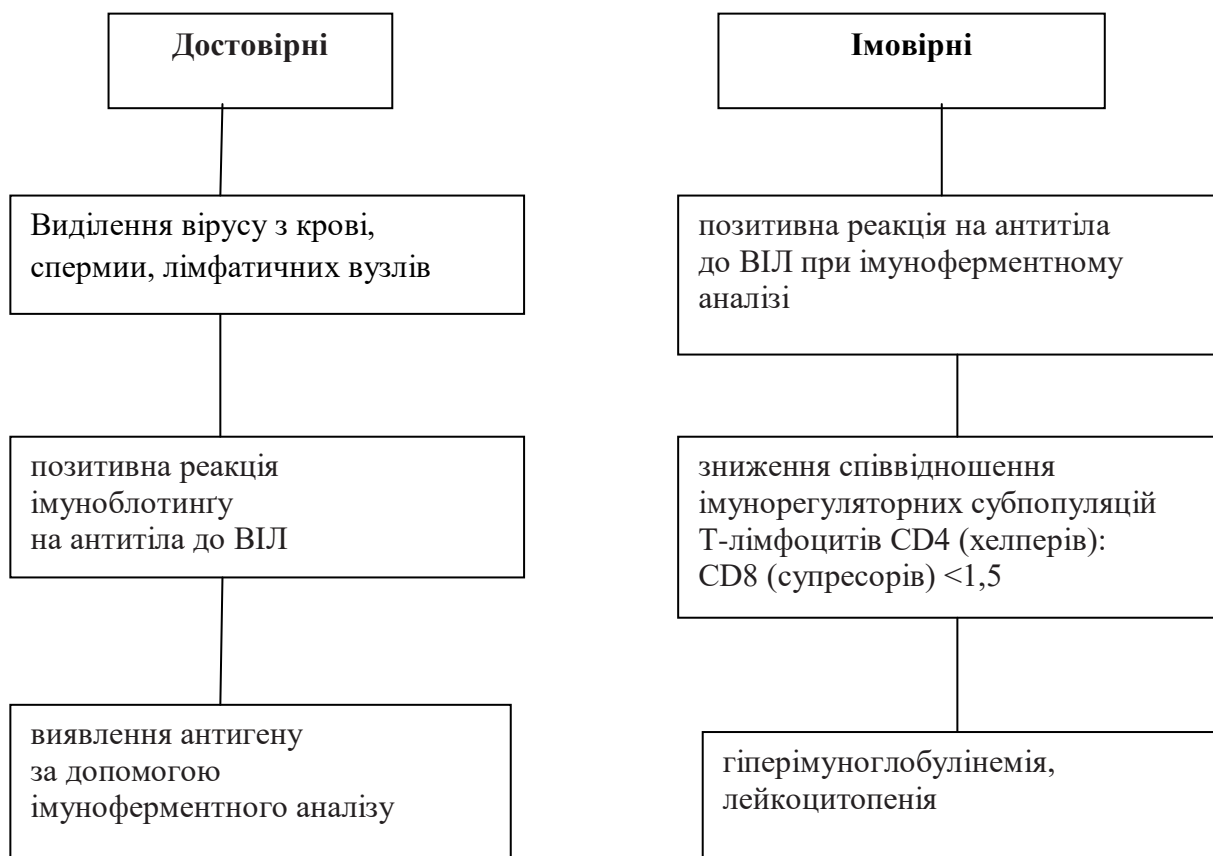 Достовірні
Виділення вірусу з крові,
спермии, лімфатичних вузлів
позитивна реакція
імуноблотинґу
на антитіла до ВІЛ
виявлення антигену
за допомогою
імуноферментного аналізу
Імовірні
позитивна реакція на антитіла
до ВІЛ при імуноферментному
аналізі
зниження співвідношення
імунорегуляторних субпопуляцій
Т-лімфоцитів CD4 (хелперів):
CD8 (супресорів) <1,5
гіперімуноглобулінемія,
лейкоцитопенія